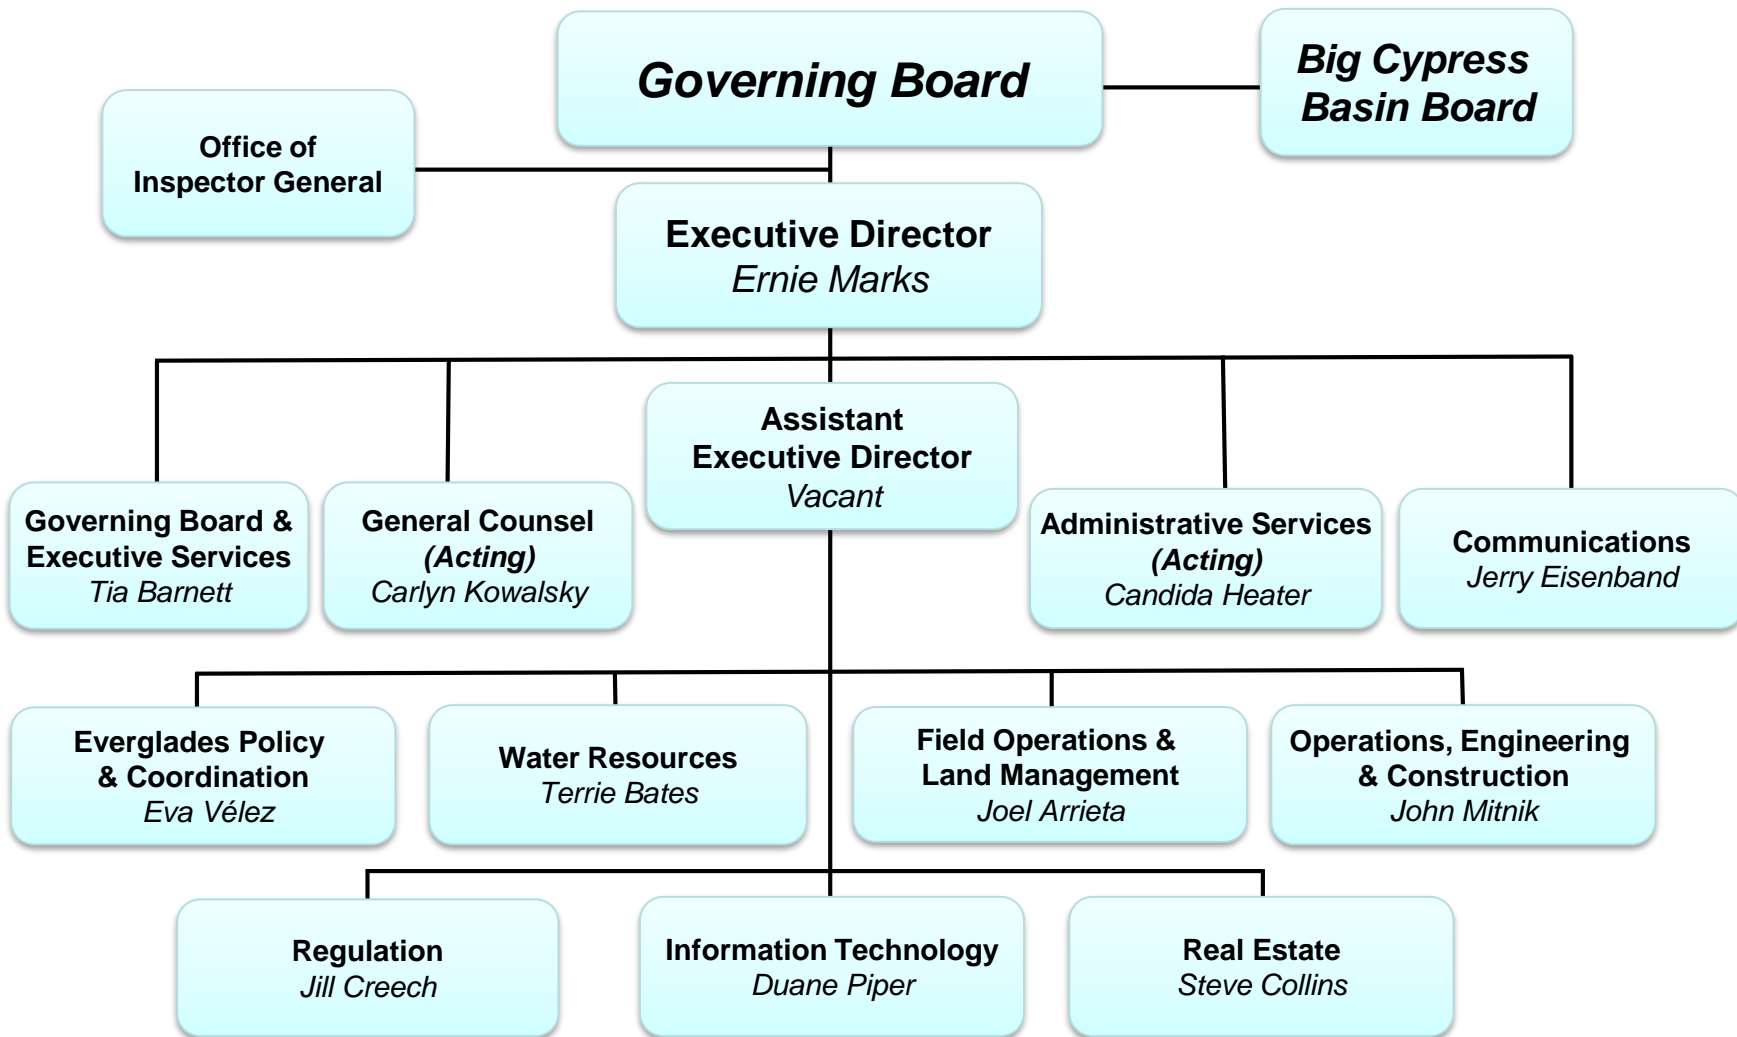 Governing Board
Big Cypress
Basin Board
Office of
Inspector General
Executive Director
Ernie Marks
Assistant
Executive Director
Vacant
Governing Board &
Executive Services
Tia Barnett
General Counsel
(Acting)
Carlyn Kowalsky
Administrative Services
(Acting)
Candida Heater
Communications
Jerry Eisenband
Everglades Policy
& Coordination
Eva Vélez
Water Resources
Terrie Bates
Field Operations &
Land Management
Joel Arrieta
Operations, Engineering
& Construction
John Mitnik
Regulation
Jill Creech
Information Technology
Duane Piper
Real Estate
Steve Collins